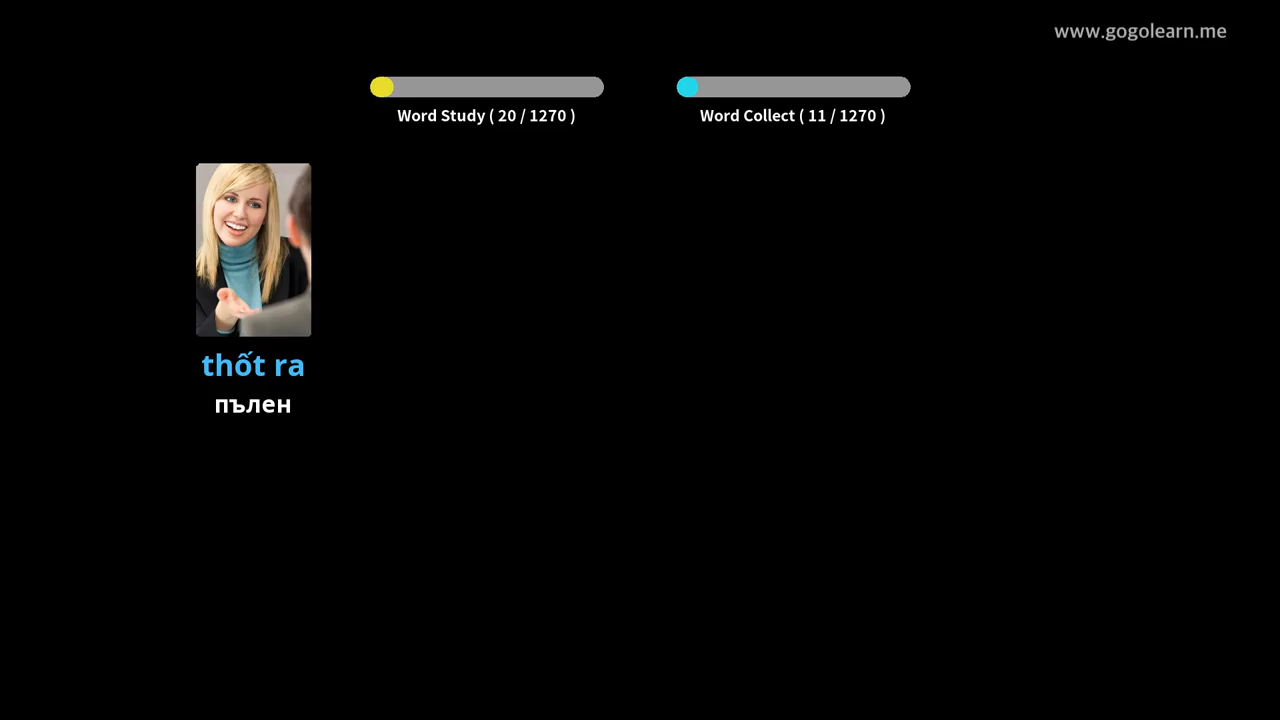 www.gogolearn.me
Word Study ( 20 / 1270 )
Word Collect ( 11 / 1270 )
thốt ra
пълен